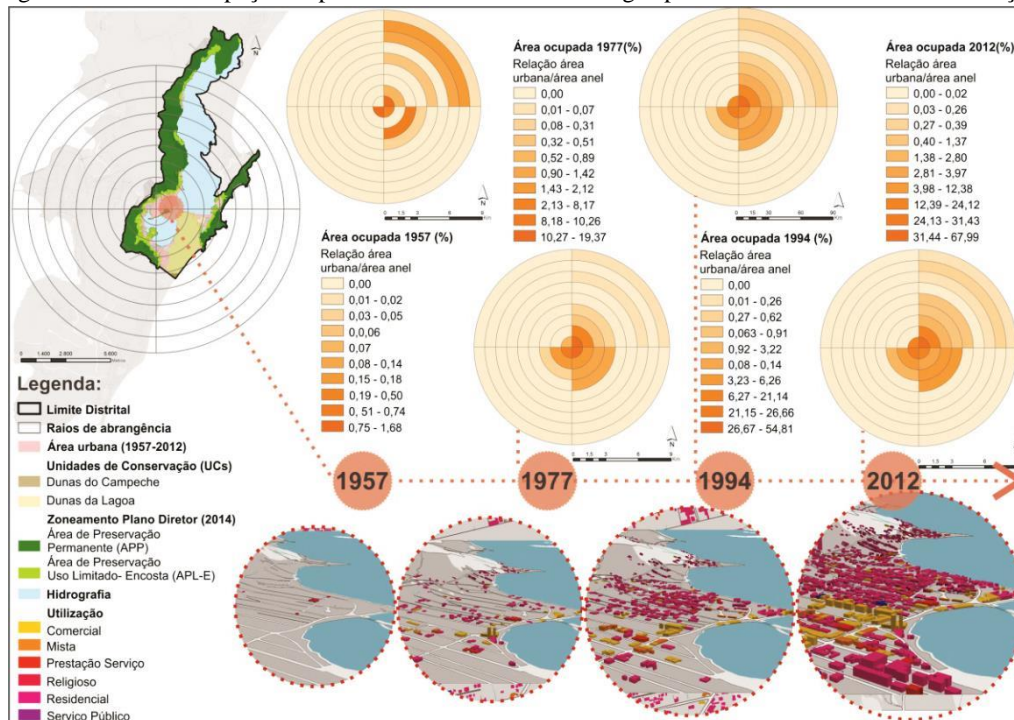 Área ocupada 1977(%)
Relação área
urbana/área anel
0,00
0,01 - 0,07
0,08 - 0,31
0,32 - 0,51
0,52 - 0,89
0,90 - 1,42
1,43 - 2,12
2,13 - 8,17
8,18 - 10,26
10,27 - 19,37
Área ocupada 2012(%)
Relação área
urbana/área anel
0,00 - 0,02
0,03 - 0,26
0,27 - 0,39
0,40 - 1,37
1,38 - 2,80
2,81 - 3,97
3,98 - 12,38
12,39 - 24,12
24,13 - 31,43
31,44 - 67,99
Área ocupada 1957 (%)
Relação área
urbana/área anel
0,00
0,01 - 0,02
0,03 - 0,05
0,0,06
0,07
0,08 - 0,14
0,15 - 0,18
0,19 - 0,50
0, 51 - 0,74
0,75 - 1,68
Área ocupada 1994 (%)
Relação área
urbana/área anel
0,00
0,01 - 0,26
0,27 - 0,62
0,063 - 0,91
0,92 - 3,22
0,08 - 0,14
3,23 - 6,26
6,27 - 21,14
21,15 - 26,66
26,67 - 54,81
Legenda:
Limite Distrital
Raios de abrangência
Área urbana (1957-2012)
Unidades de Conservação (UCs)
Dunas do Campeche
Dunas da Lagoa
Zoneamento Plano Diretor (2014)
Área de Preservação
Permanente (APP)
Área de Preservação
Uso Limitado- Encosta (APL-E)
Hidrografia
Utilização
Comercial
Mista
Prestação Serviço
Religioso
Residencial
Serviço Público
1957
1977
1994
2012